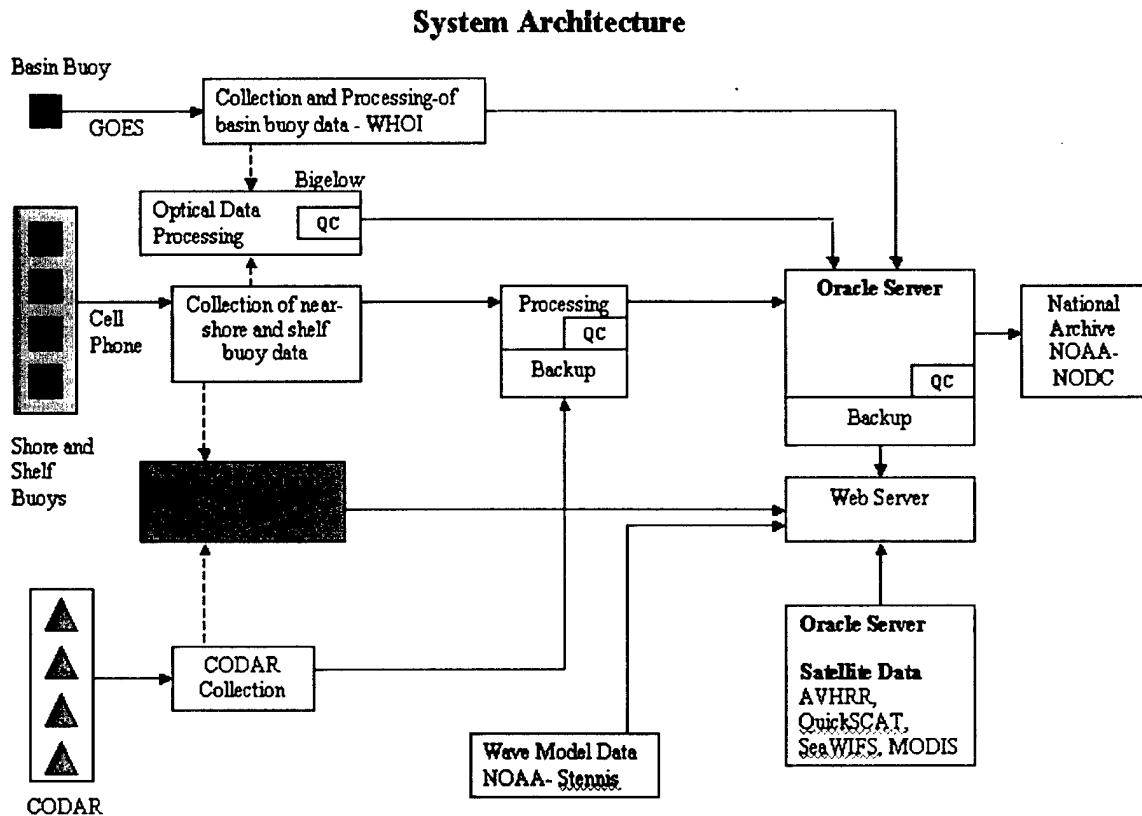 System Architecture
Basin Buoy
GOES
Collection and Processing-of
basin buoy data - WHOI
Bigelow
Optical Data
Processing
QC
Cell
Phone
Collection of near-
shore and shelf
buoy data
Processing
QC
Backup
Oracle Server
QC
Backup
National
Archive
NOAA-
NODC
Shore and
Shelf
Buoys
Web Server
CODAR
Collection
Oracle Server
Satellite Data
AVHRR,
QuickSCAT,
SeaWIFS, MODIS
Wave Model Data
NOAA- Stennis
CODAR